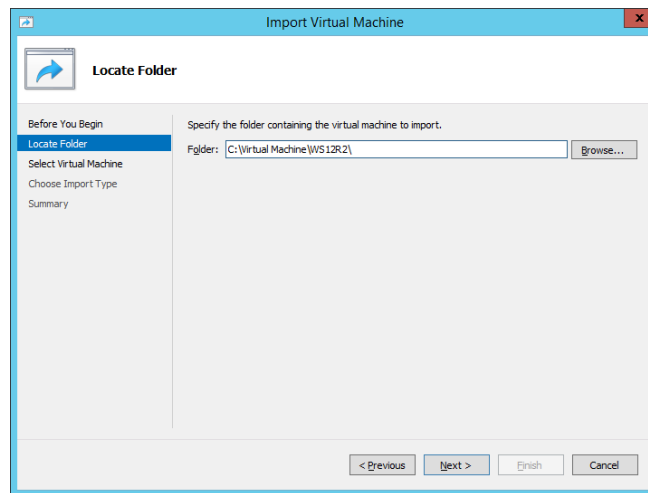 Import Virtual Machine
x
Locate Folder
Before You Begin
Locate Folder
Select Virtual Machine
Choose Import Type
Summary
Specify the folder containing the virtual machine to import.
Folder: C:\Virtual Machine\WS12R2\ Browse...
< Previous Next > Finish Cancel